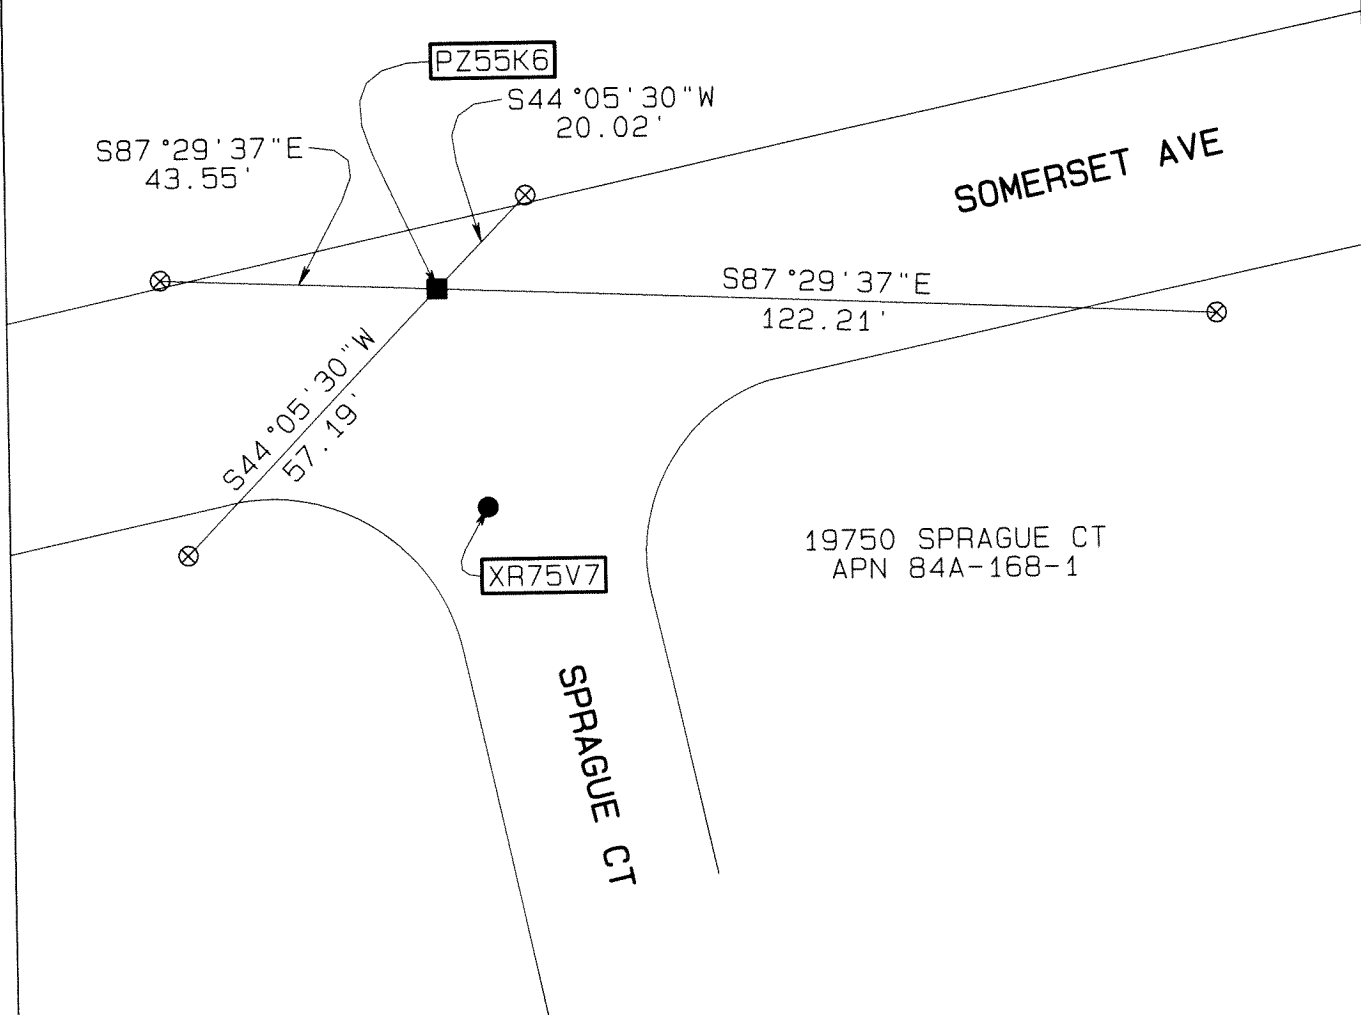 PZ55K6
S44°05'30"W
20.02'
S87°29'37"E
43.55'
SOMERSET AVE
S87°29'37"E
122.21'
S44°05'30"W
57.19'
XR75V7
19750 SPRAGUE CT
APN 84A-168-1
SPRAGUE CT